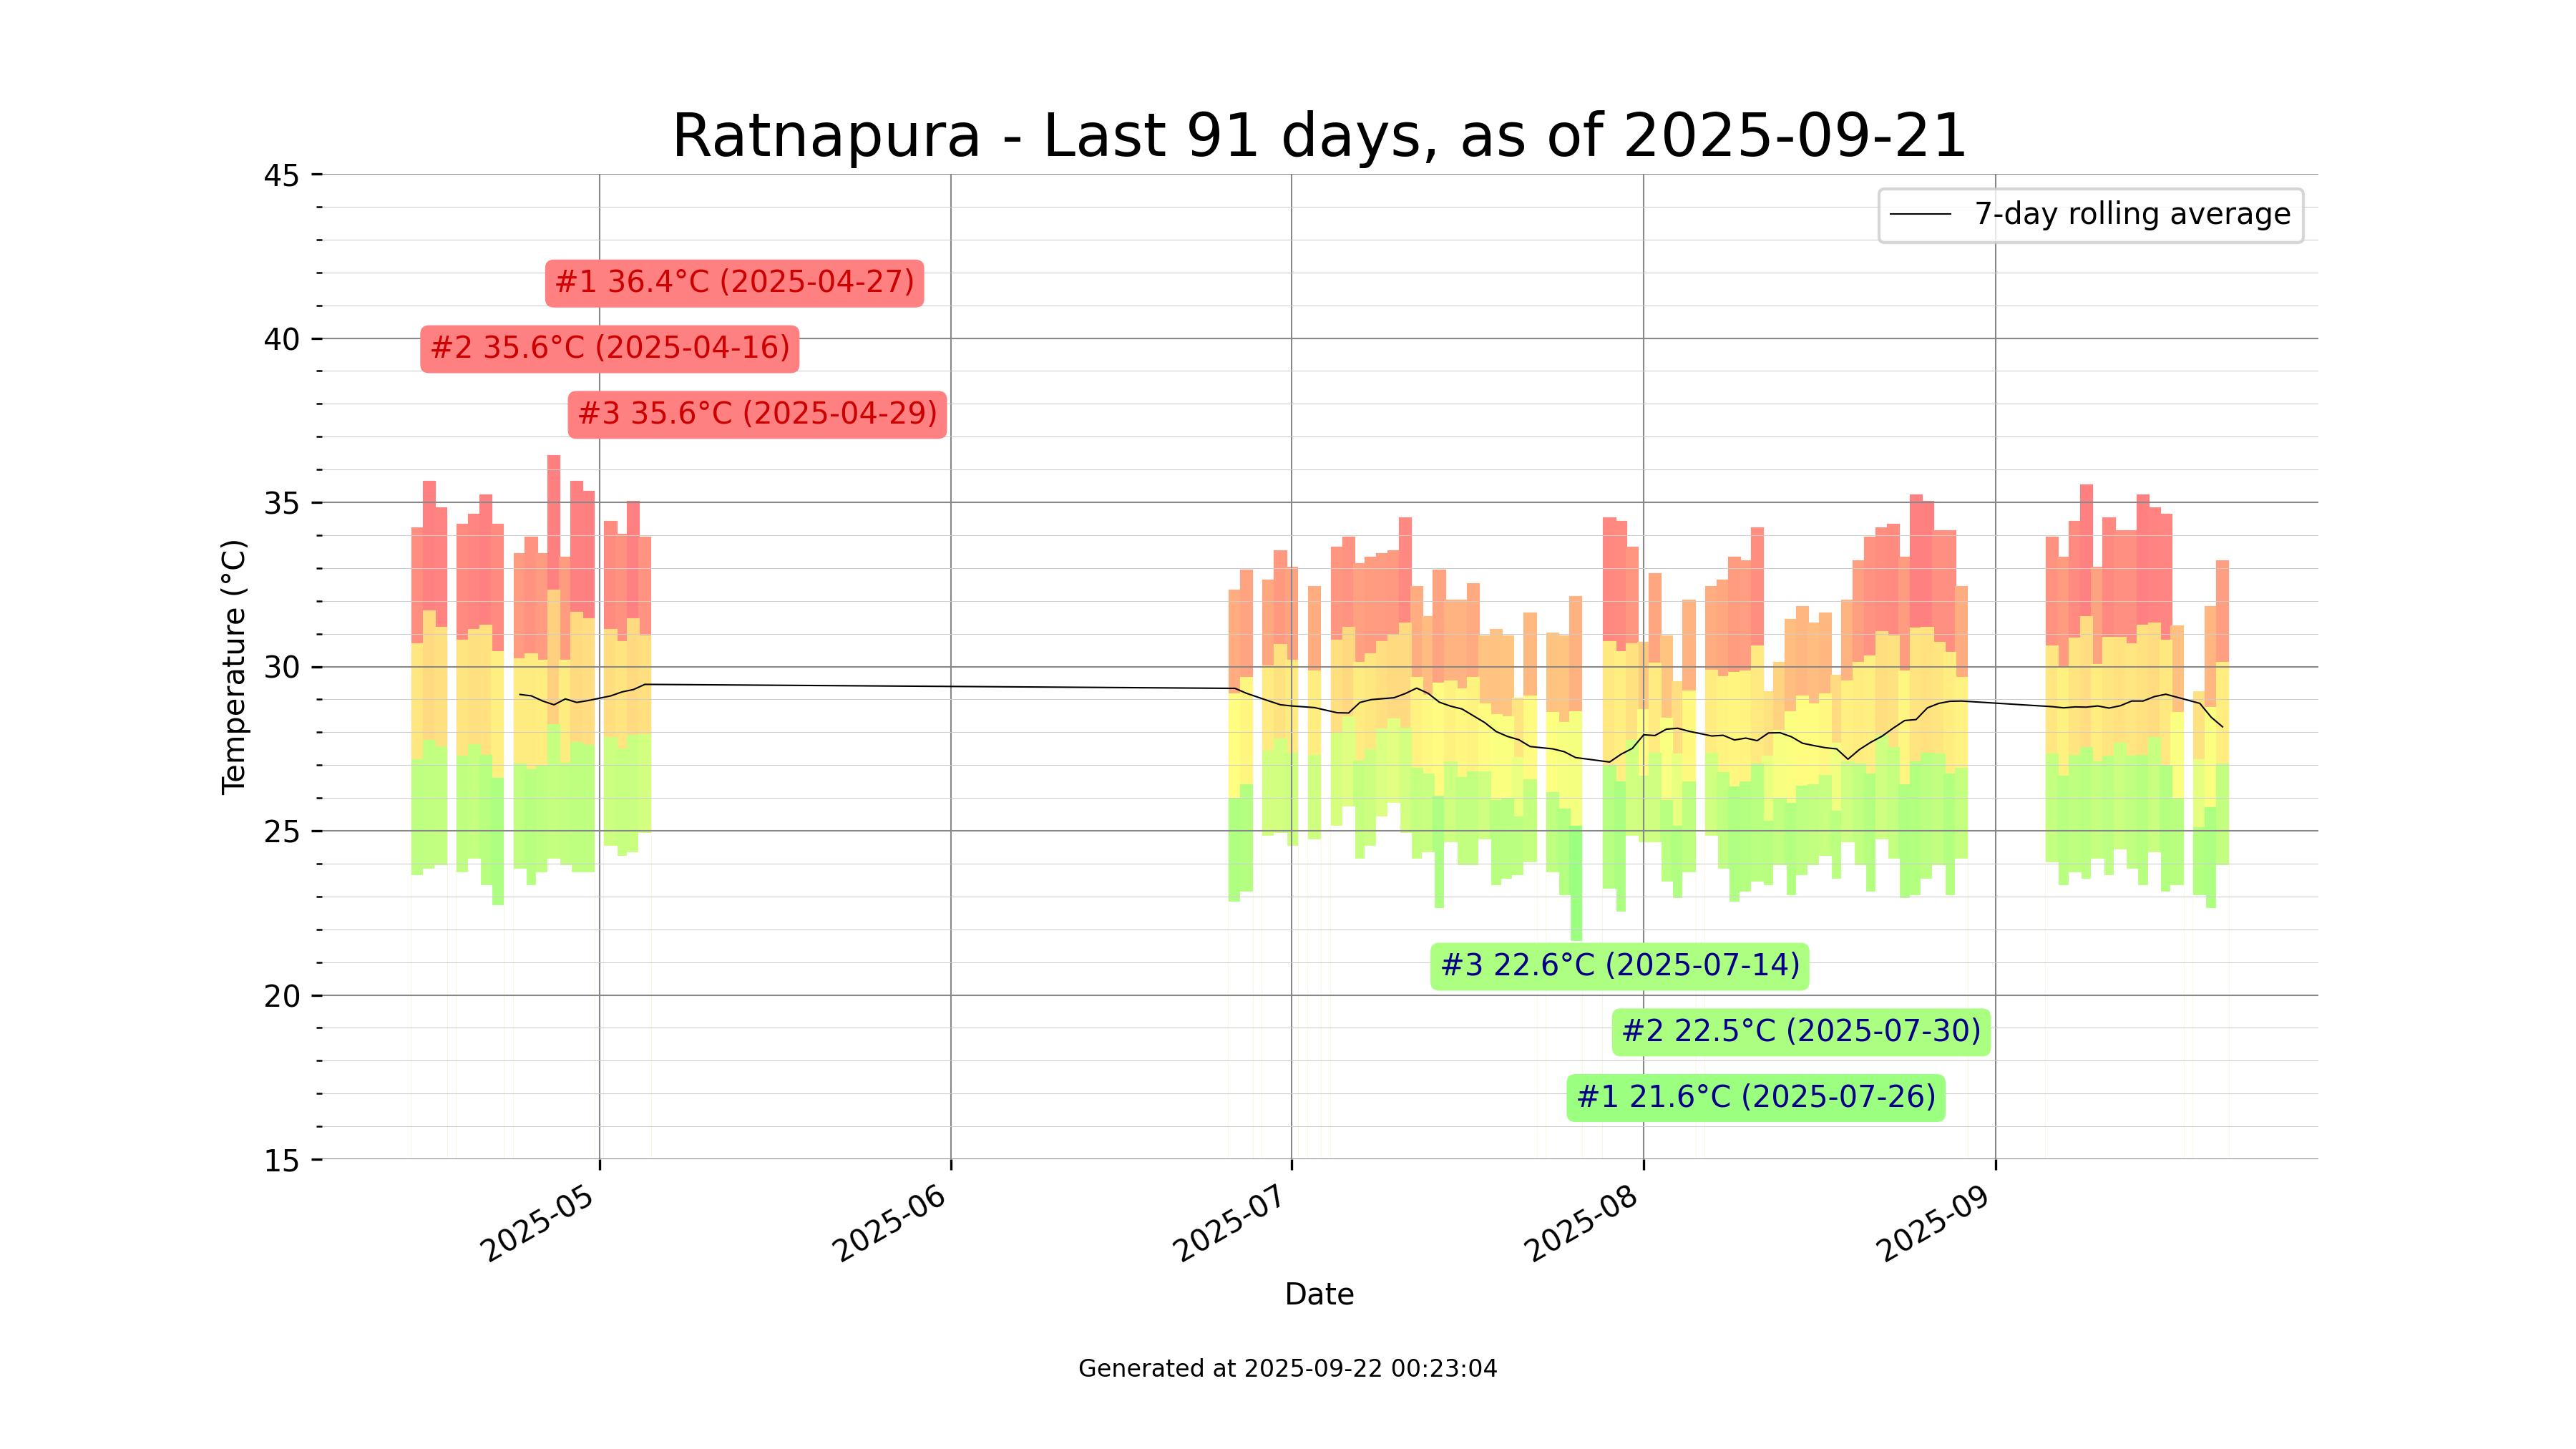 Ratnapura - Last 91 days, as of 2025-09-21
7-day rolling average
#1 36.4°C (2025-04-27)
#2 35.6°C (2025-04-16)
#3 35.6°C (2025-04-29)
#3 22.6°C (2025-07-14)
#2 22.5°C (2025-07-30)
#1 21.6°C (2025-07-26)
Temperature (°C)
45
40
35
30
25
20
15
2025-05
2025-06
2025-07
2025-08
2025-09
Date
Generated at 2025-09-22 00:23:04